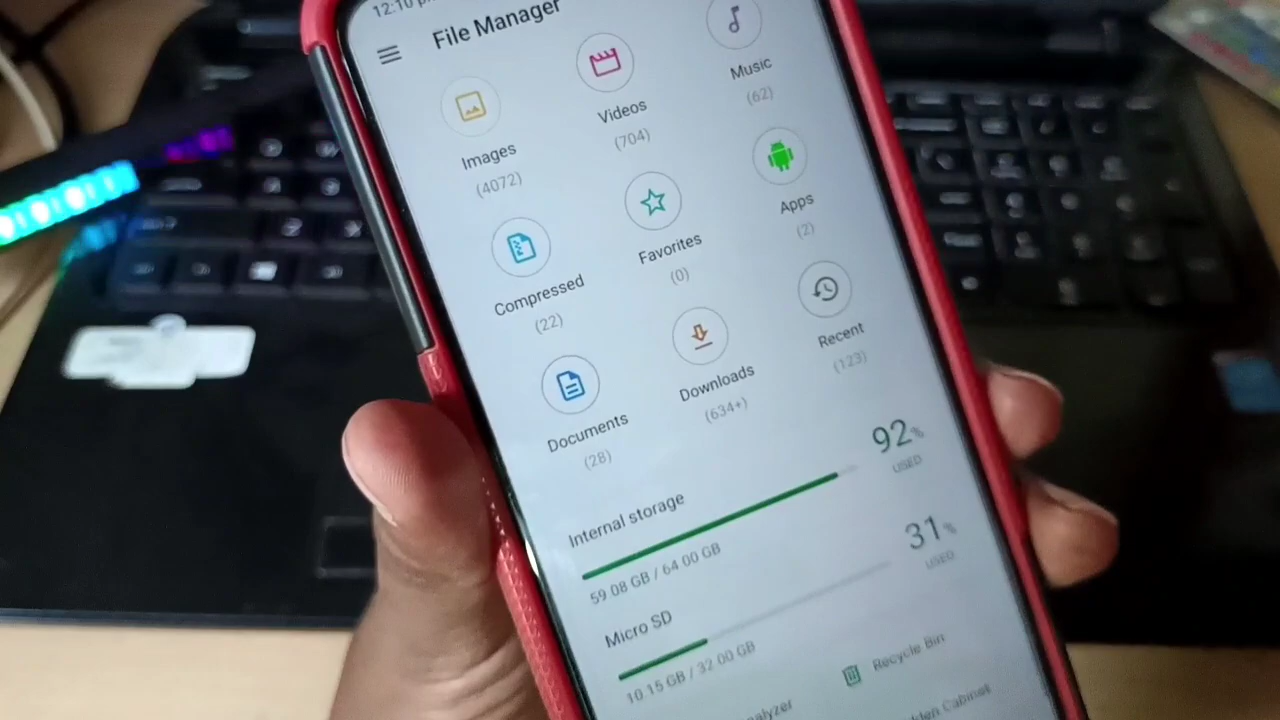 12:10
File Manager
Images
(4072)
Videos
(704)
Music
(62)
Compressed
(22)
Favorites
(0)
Apps
(2)
Documents
(28)
Downloads
(634+)
Recent
(123)
Internal storage
92%
USED
59.08 GB / 64.00 GB
Micro SD
31%
USED
10.15 GB / 32.00 GB
Recycle Bin